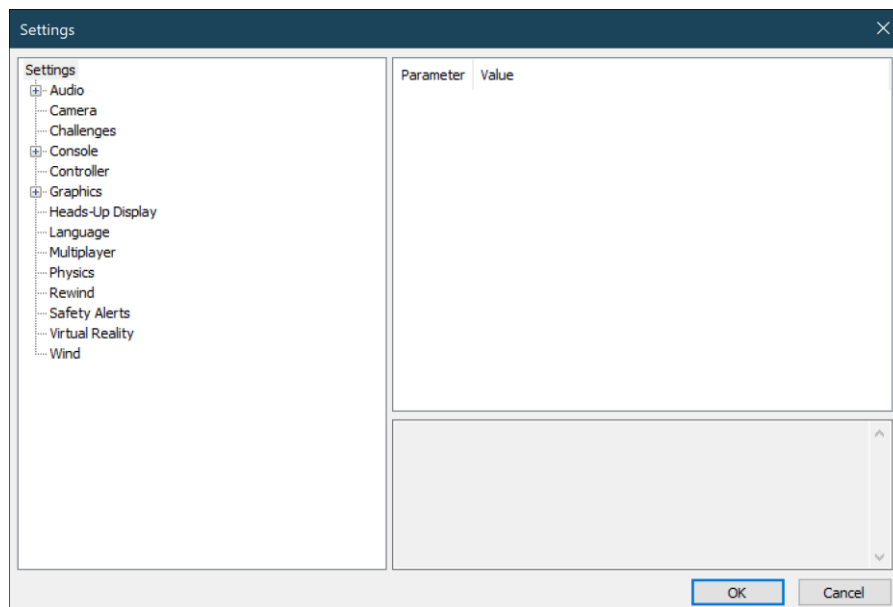 Settings
Settings
Audio
Camera
Challenges
Console
Controller
Graphics
Heads-Up Display
Language
Multiplayer
Physics
Rewind
Safety Alerts
Virtual Reality
Wind
Parameter Value
OK Cancel